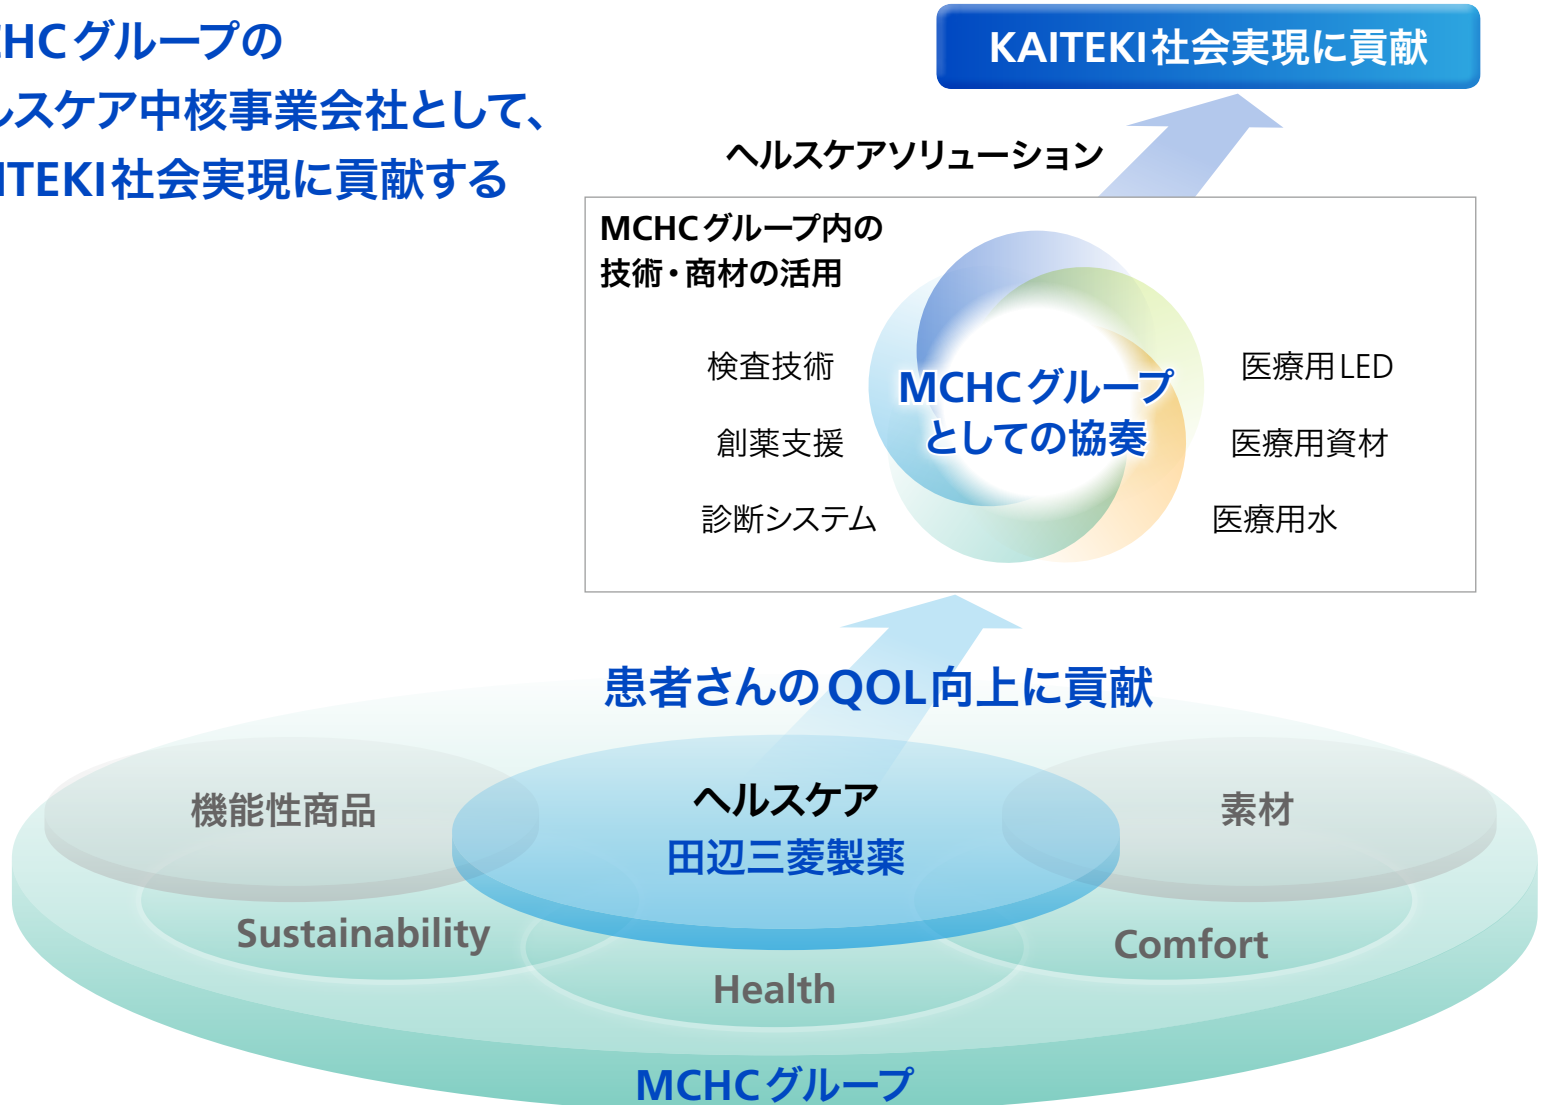 CHCグループの
ルスケア中核事業会社として、
ITEKI社会実現に貢献する
KAITEKI社会実現に貢献
ヘルスケアソリューション
MCHCグループ内の
技術・商材の活用
検査技術
創薬支援
診断システム
MCHCグループ
としての協奏
医療用LED
医療用資材
医療用水
患者さんのQOL向上に貢献
機能性商品
ヘルスケア
田辺三菱製薬
素材
Sustainability
Health
Comfort
MCHCグループ